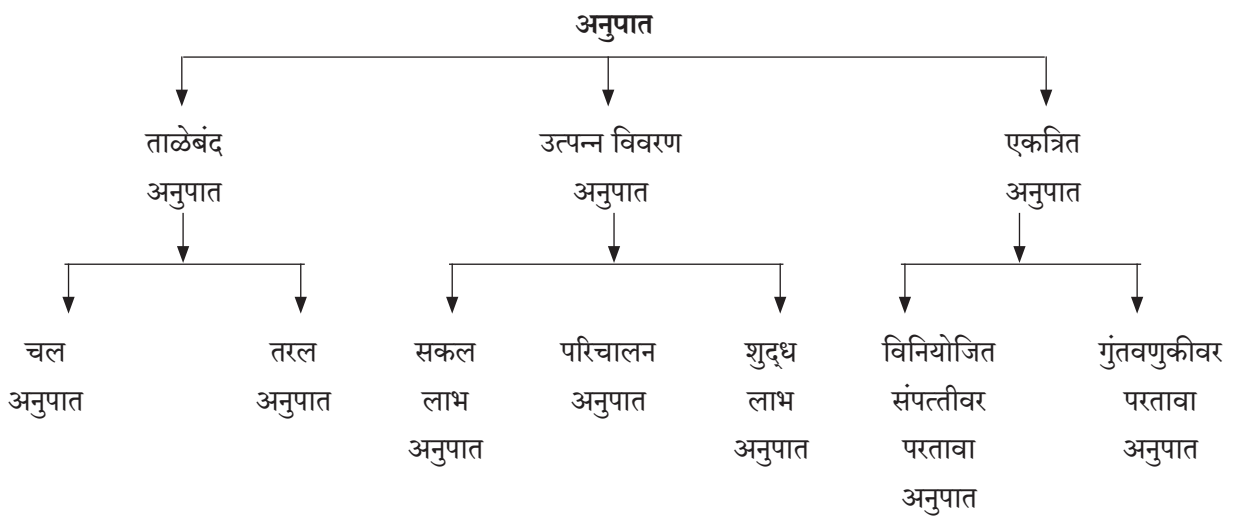 अनुपात
ताळेबंद
अनुपात
उत्पन्न विवरण
अनुपात
एकत्रित
अनुपात
चल
अनुपात
तरल
अनुपात
सकल
लाभ
अनुपात
परिचालन
अनुपात
शुद्ध
लाभ
अनुपात
विनियोजित
संपत्तीवर
परतावा
अनुपात
गुंतवणुकीवर
परतावा
अनुपात